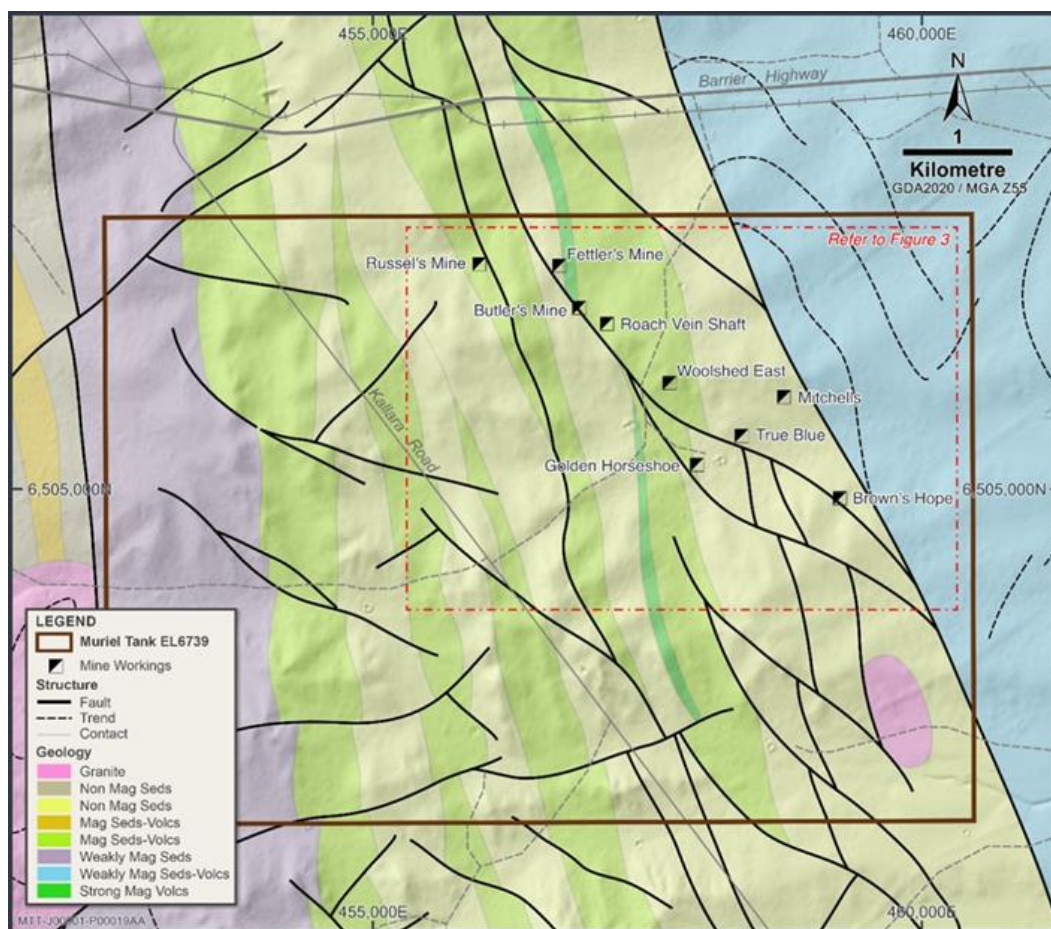 455,000E
460,000E
Barrier Highway
N
1
Kilometre
GDA2020 / MGA Z55
Refer to Figure 3
Russel's Mine
Fettler's Mine
Butler's Mine
Roach Vein Shaft
Woolshed East
Mitchells
Kallara Road
True Blue
Golden Horseshoe
6,505,000N
6,505,000N
Brown's Hope
LEGEND
Muriel Tank EL6739
Mine Workings
Structure
Fault
Trend
Contact
Geology
Granite
Non Mag Seds
Non Mag Seds
Mag Seds-Volcs
Mag Seds-Volcs
Weakly Mag Seds
Weakly Mag Seds-Volcs
Strong Mag Volcs
455,000E
460,000E